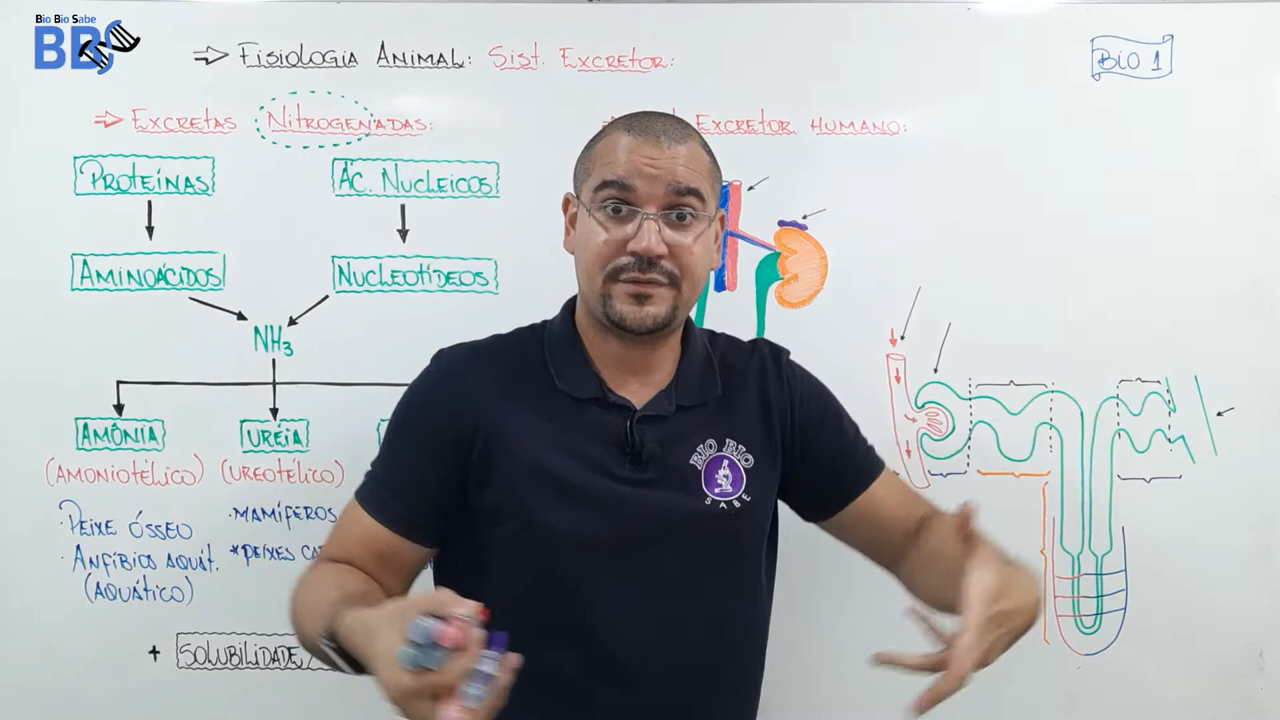 Bio Bio Sabe
BBS
⇒ Fisiologia Animal: Sist. Excretor:
BIO 1
⇒ Excretas Nitrogenadas:
Excretor Humano:
Proteínas
Ác. Nucleicos
Aminoácidos
Nucleotídeos
NH3
Amônia
Uréia
(Amoniotélico)
(Ureotélico)
· Peixe Ósseo
· Mamíferos
· Anfíbios Aquát.
* Peixes
(Aquático)
+ Solubilidade
BIO BIO
SABE